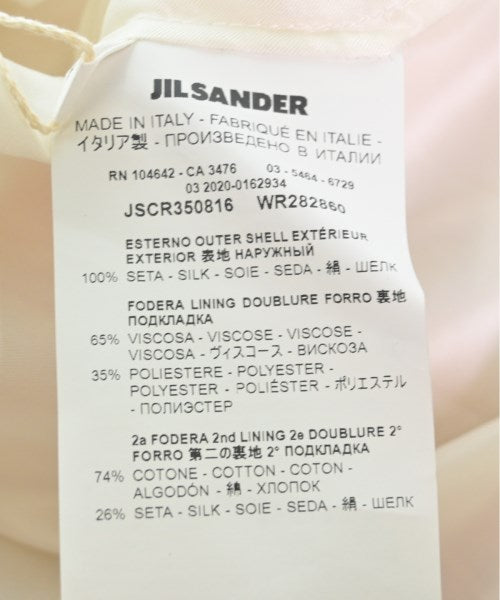 JIL SANDER
MADE IN ITALY - FABRIQUÉ EN ITALIE -
イタリア製 - ПРОИЗВЕДЕНО В ИТАЛИИ
RN 104642 - CA 3476 03 - 5464 - 6729
03 2020-0162934
JSCR350816 WR282860
ESTERNO OUTER SHELL EXTÉRIEUR
EXTERIOR 表地 НАРУЖНЫЙ
100% SETA - SILK - SOIE - SEDA - 絹 - ШЕЛК
FODERA LINING DOUBLURE FORRO 裏地
ПОДКЛАДКА
65% VISCOSA - VISCOSE - VISCOSE -
VISCOSA - ヴィスコース - ВИСКОЗА
35% POLIESTERE - POLYESTER -
POLYESTER - POLIÉSTER - ポリエステル
- ПОЛИЭСТЕР
2a FODERA 2nd LINING 2e DOUBLURE 2°
FORRO 第二の裏地 2° ПОДКЛАДКА
74% COTONE - COTTON - COTON -
ALGODÓN - 綿 - ХЛОПОК
26% SETA - SILK - SOIE - SEDA - 絹 - ШЕЛК